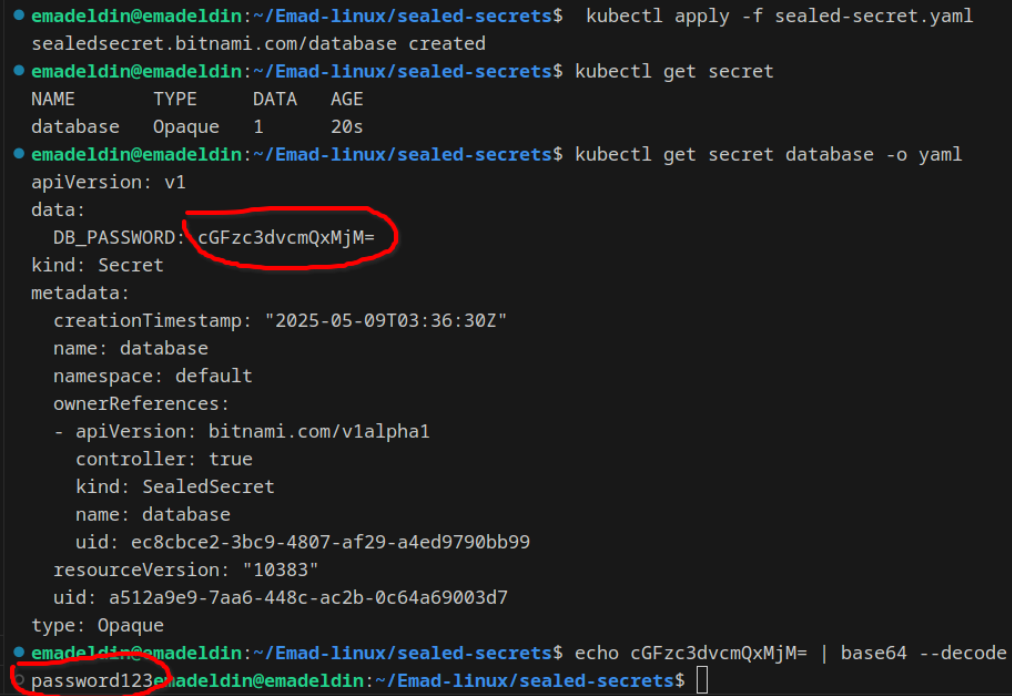 emadeldin@emadeldin:~/Emad-linux/sealed-secrets$  kubectl apply -f sealed-secret.yaml
sealedsecret.bitnami.com/database created
emadeldin@emadeldin:~/Emad-linux/sealed-secrets$ kubectl get secret
NAME       TYPE     DATA   AGE
database   Opaque   1      20s
emadeldin@emadeldin:~/Emad-linux/sealed-secrets$ kubectl get secret database -o yaml
apiVersion: v1
data:
  DB_PASSWORD: cGFzc3dvcmQxMjM=
kind: Secret
metadata:
  creationTimestamp: "2025-05-09T03:36:30Z"
  name: database
  namespace: default
  ownerReferences:
  - apiVersion: bitnami.com/v1alpha1
    controller: true
    kind: SealedSecret
    name: database
    uid: ec8cbce2-3bc9-4807-af29-a4ed9790bb99
  resourceVersion: "10383"
  uid: a512a9e9-7aa6-448c-ac2b-0c64a69003d7
type: Opaque
emadeldin@emadeldin:~/Emad-linux/sealed-secrets$ echo cGFzc3dvcmQxMjM= | base64 --decode
password123emadeldin@emadeldin:~/Emad-linux/sealed-secrets$